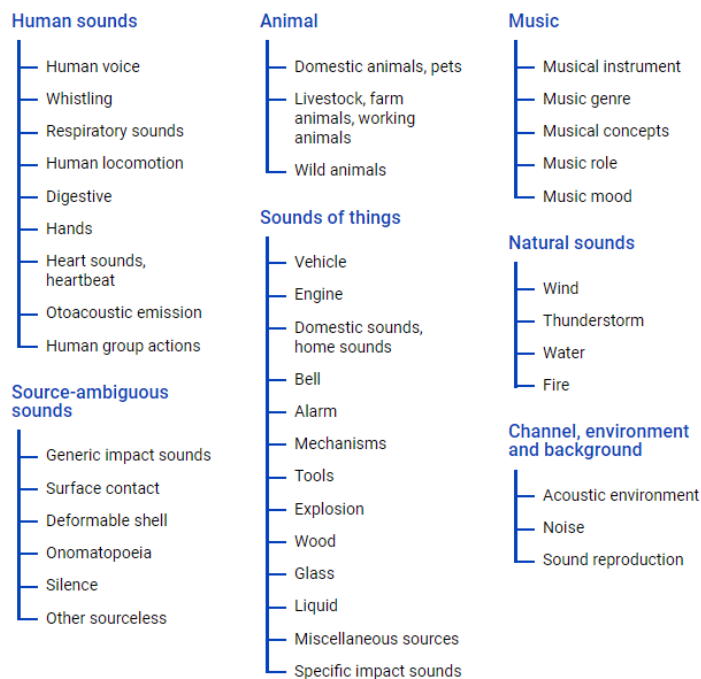 Human sounds
Human voice
Whistling
Respiratory sounds
Human locomotion
Digestive
Hands
Heart sounds,
heartbeat
Otoacoustic emission
Human group actions
Source-ambiguous
sounds
Generic impact sounds
Surface contact
Deformable shell
Onomatopoeia
Silence
Other sourceless
Animal
Domestic animals, pets
Livestock, farm
animals, working
animals
Wild animals
Sounds of things
Vehicle
Engine
Domestic sounds,
home sounds
Bell
Alarm
Mechanisms
Tools
Explosion
Wood
Glass
Liquid
Miscellaneous sources
Specific impact sounds
Music
Musical instrument
Music genre
Musical concepts
Music role
Music mood
Natural sounds
Wind
Thunderstorm
Water
Fire
Channel, environment
and background
Acoustic environment
Noise
Sound reproduction